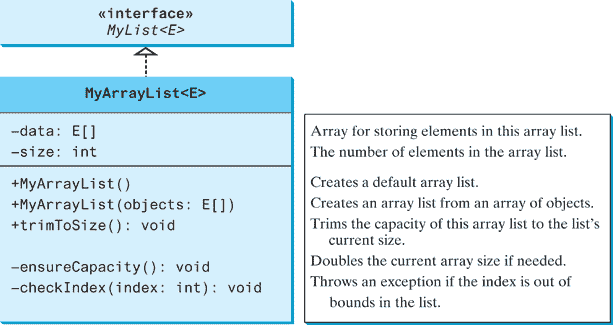 «interface»
MyList<E>
MyArrayList<E>
-data: E[]
-size: int
+MyArrayList()
+MyArrayList(objects: E[])
+trimToSize(): void
-ensureCapacity(): void
-checkIndex(index: int): void
Array for storing elements in this array list.
The number of elements in the array list.
Creates a default array list.
Creates an array list from an array of objects.
Trims the capacity of this array list to the list's
current size.
Doubles the current array size if needed.
Throws an exception if the index is out of
bounds in the list.